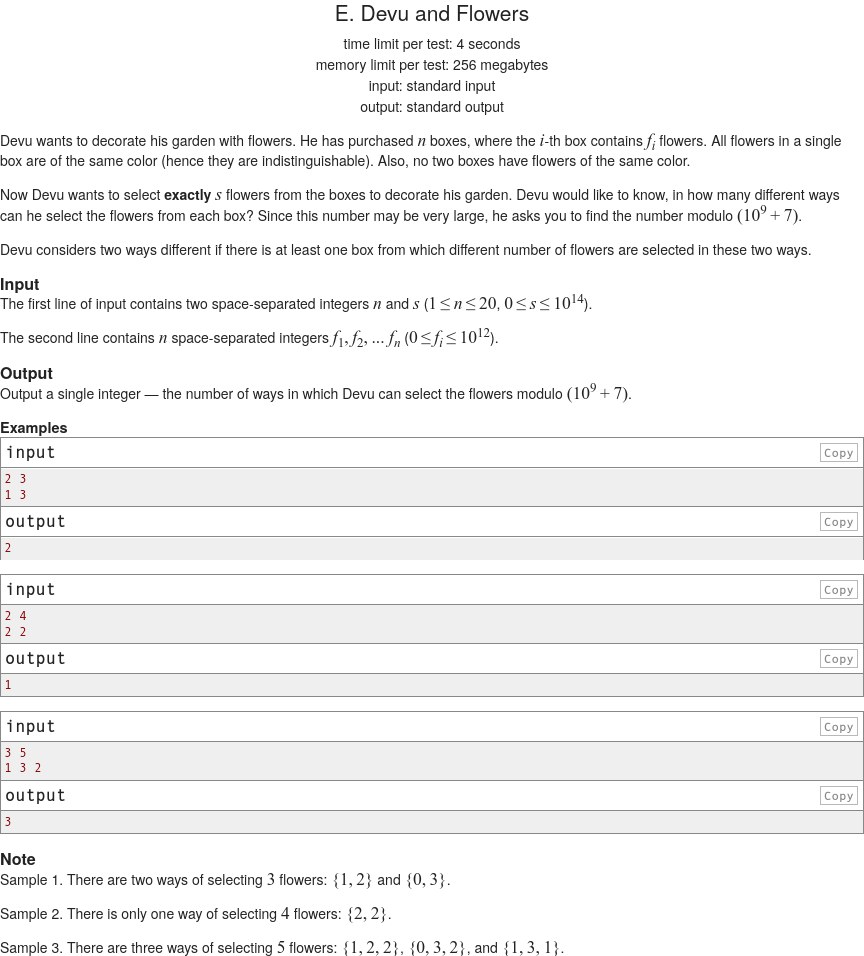 E. Devu and Flowers
time limit per test: 4 seconds
memory limit per test: 256 megabytes
input: standard input
output: standard output
Devu wants to decorate his garden with flowers. He has purchased n boxes, where the i-th box contains f_i flowers. All flowers in a single
box are of the same color (hence they are indistinguishable). Also, no two boxes have flowers of the same color.
Now Devu wants to select exactly s flowers from the boxes to decorate his garden. Devu would like to know, in how many different ways
can he select the flowers from each box? Since this number may be very large, he asks you to find the number modulo (10^9 + 7).
Devu considers two ways different if there is at least one box from which different number of flowers are selected in these two ways.
Input
The first line of input contains two space-separated integers n and s (1 ≤ n ≤ 20, 0 ≤ s ≤ 10^14).
The second line contains n space-separated integers f_1, f_2, ... f_n (0 ≤ f_i ≤ 10^12).
Output
Output a single integer — the number of ways in which Devu can select the flowers modulo (10^9 + 7).
Examples
input Copy
2 3
1 3
output Copy
2
input Copy
2 4
2 2
output Copy
1
input Copy
3 5
1 3 2
output Copy
3
Note
Sample 1. There are two ways of selecting 3 flowers: {1, 2} and {0, 3}.
Sample 2. There is only one way of selecting 4 flowers: {2, 2}.
Sample 3. There are three ways of selecting 5 flowers: {1, 2, 2}, {0, 3, 2}, and {1, 3, 1}.